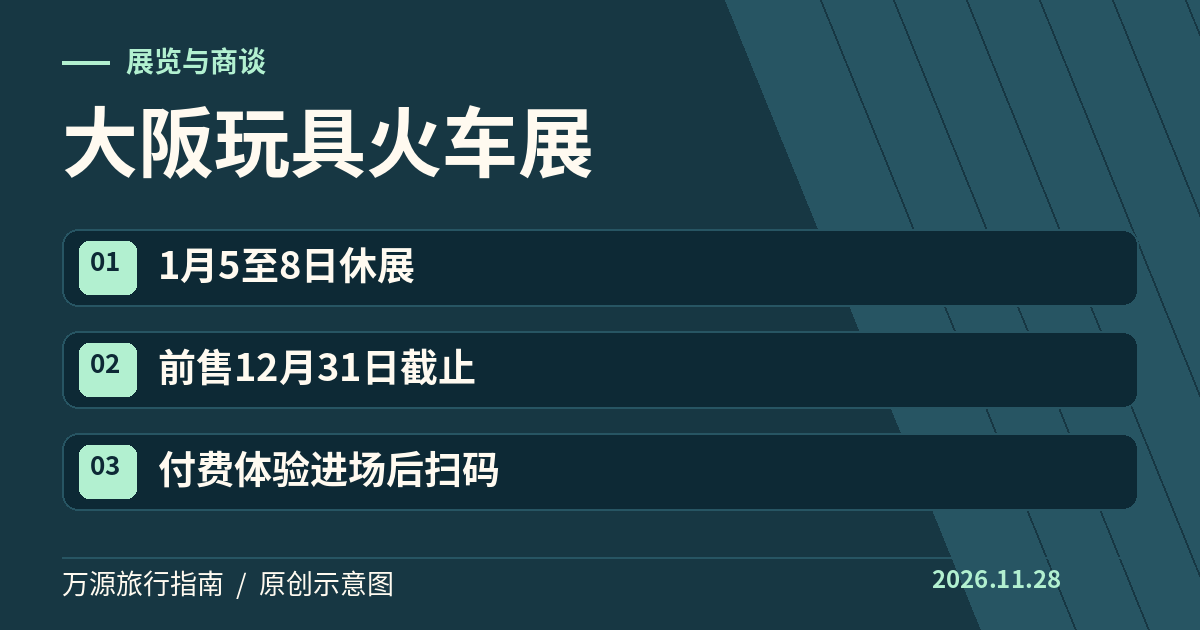 展览与商谈
大阪玩具火车展
01 1月5至8日休展
02 前售12月31日截止
03 付费体验进场后扫码
万源旅行指南 / 原创示意图
2026.11.28